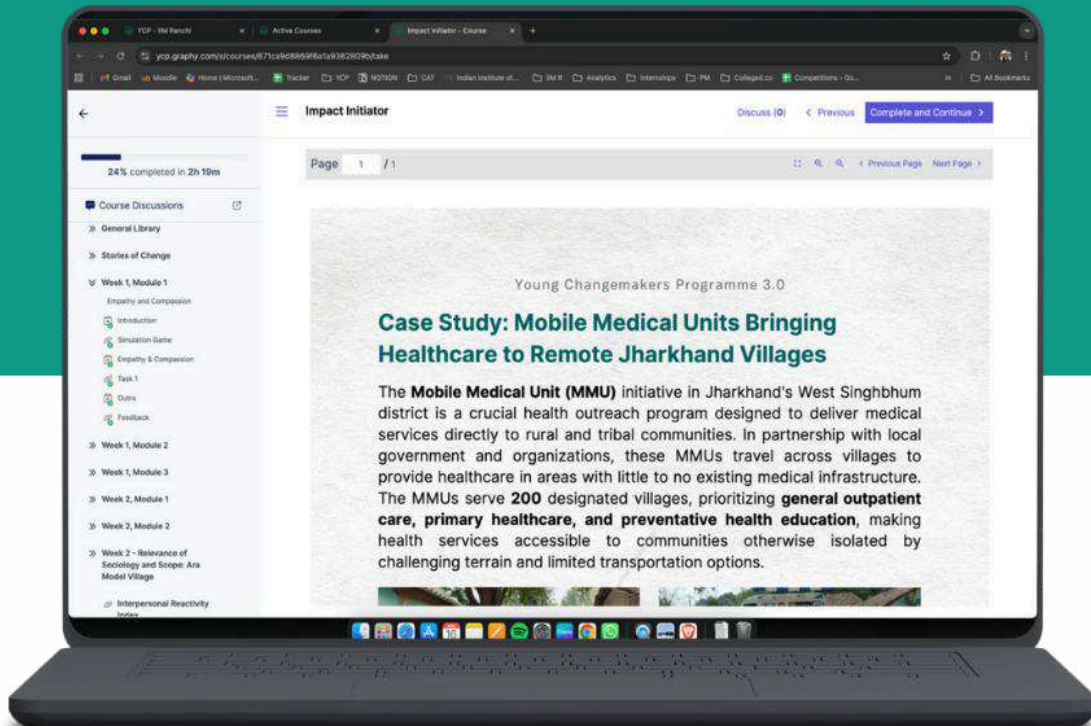 YCP - IIM Ranchi
Active Courses
Impact Initiator - Course
ycp.graphy.com/s/courses/671ca9d8869f6a1a9382809b/take
Gmail
Moodle
Home | Microsoft...
Tracker
YCP
NOTION
CAT
Indian Institute of...
IIM R
Analytics
Internships
PM
Collegad.co
Competitions - Go...
All Bookmarks
Impact Initiator
Discuss (0)
Previous
Complete and Continue
24% completed in 2h 19m
Page 1 / 1
Previous Page
Next Page
Course Discussions
General Library
Stories of Change
Week 1, Module 1
Empathy and Compassion
Introduction
Simulation Game
Empathy & Compassion
Task 1
Outro
Feedback
Week 1, Module 2
Week 1, Module 3
Week 2, Module 1
Week 2, Module 2
Week 2 - Relevance of
Sociology and Scope: Ara
Model Village
Interpersonal Reactivity
Index
Young Changemakers Programme 3.0
Case Study: Mobile Medical Units Bringing
Healthcare to Remote Jharkhand Villages
The Mobile Medical Unit (MMU) initiative in Jharkhand's West Singhbhum
district is a crucial health outreach program designed to deliver medical
services directly to rural and tribal communities. In partnership with local
government and organizations, these MMUs travel across villages to
provide healthcare in areas with little to no existing medical infrastructure.
The MMUs serve 200 designated villages, prioritizing general outpatient
care, primary healthcare, and preventative health education, making
health services accessible to communities otherwise isolated by
challenging terrain and limited transportation options.